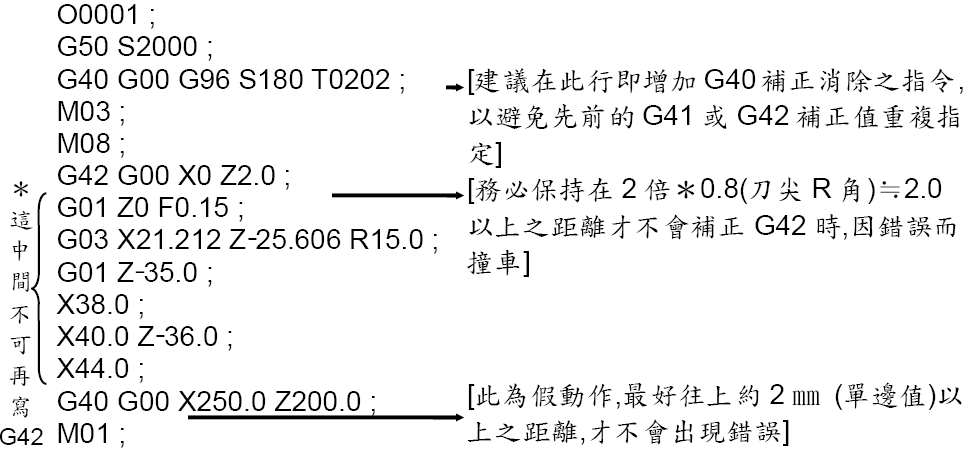 O0001 ;
G50 S2000 ;
G40 G00 G96 S180 T0202 ;
M03 ;
M08 ;
G42 G00 X0 Z2.0 ;
G01 Z0 F0.15 ;
G03 X21.212 Z-25.606 R15.0 ;
G01 Z-35.0 ;
X38.0 ;
X40.0 Z-36.0 ;
X44.0 ;
G40 G00 X250.0 Z200.0 ;
M01 ;
[建議在此行即增加 G40 補正消除之指令,
以避免先前的 G41 或 G42 補正值重複指
定]
[務必保持在 2 倍＊0.8(刀尖 R 角)≒2.0
以上之距離才不會補正 G42 時,因錯誤而
撞車]
[此為假動作,最好往上約 2 ㎜ (單邊值)以
上之距離,才不會出現錯誤]
＊
這
中
間
不
可
再
寫
G42